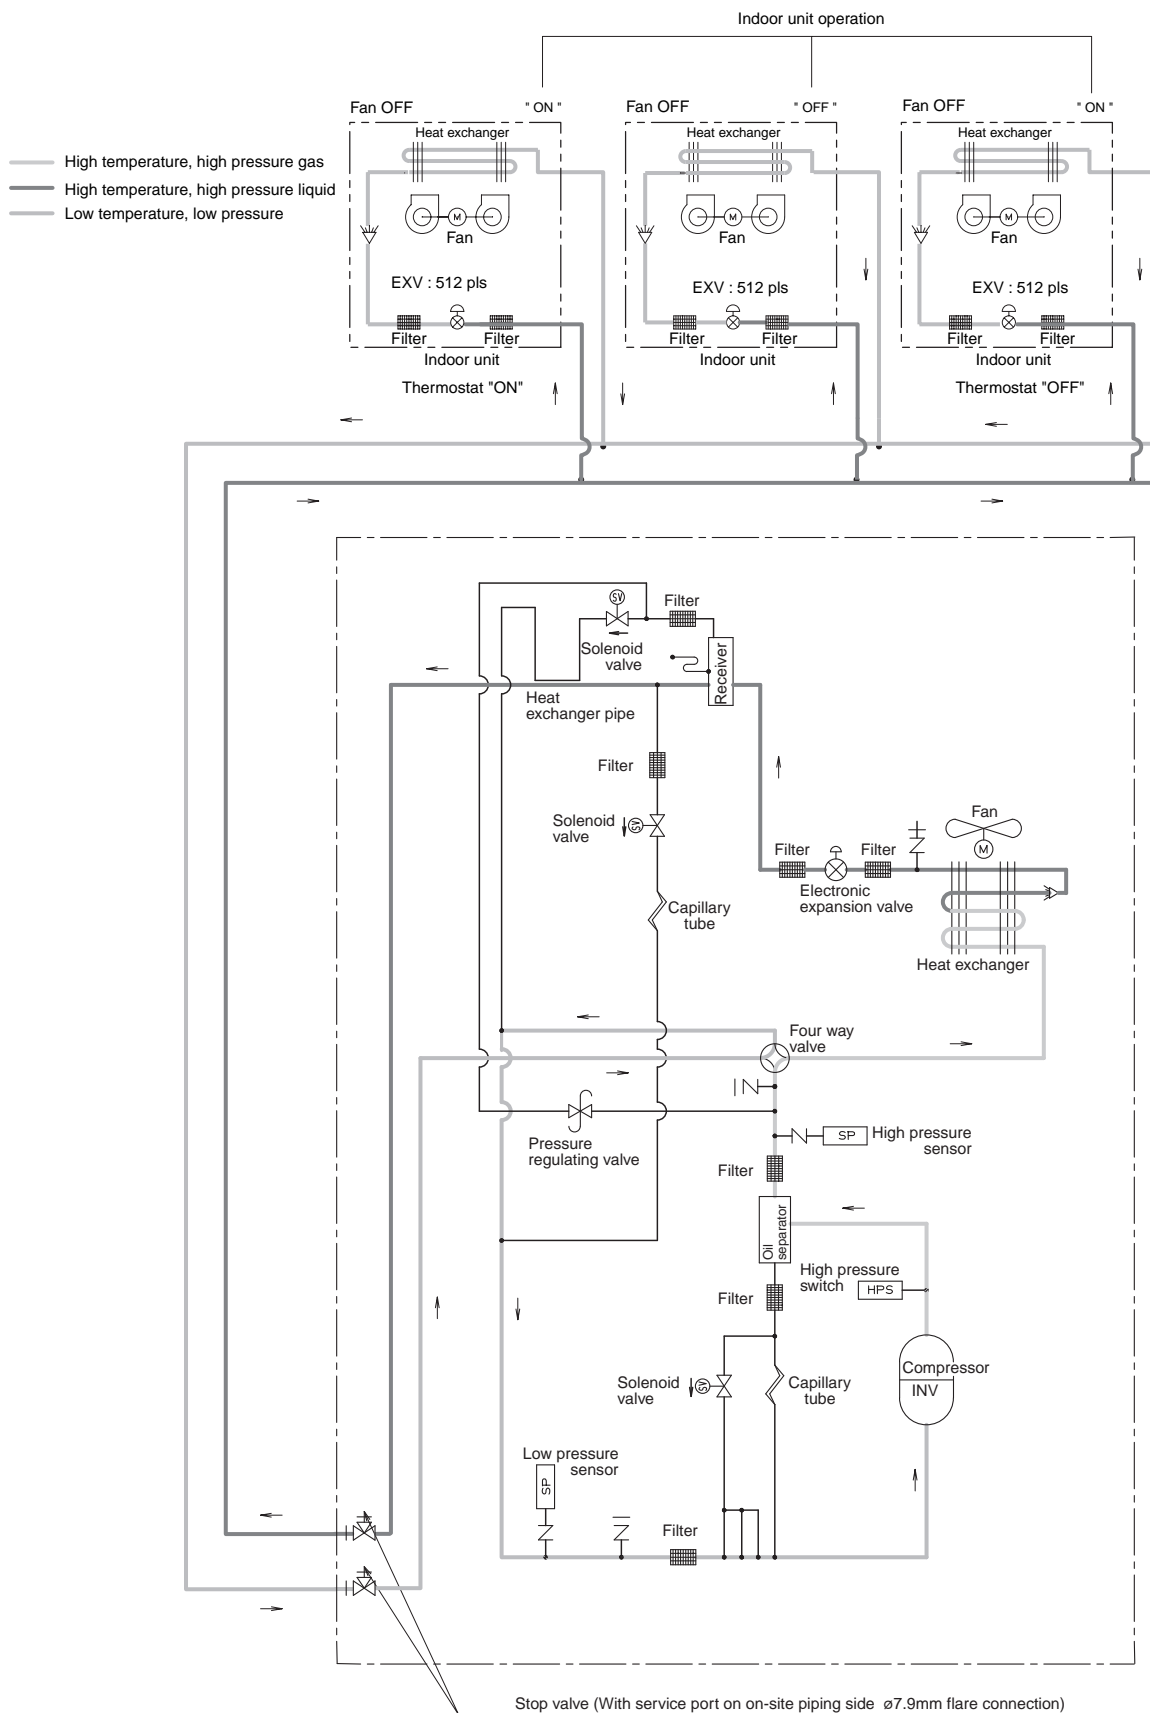 Indoor unit operation
Fan OFF
" ON "
Fan OFF
" OFF "
Fan OFF
" ON "
Heat exchanger
Heat exchanger
Heat exchanger
High temperature, high pressure gas
High temperature, high pressure liquid
Low temperature, low pressure
M
M
M
Fan
Fan
Fan
EXV : 512 pls
EXV : 512 pls
EXV : 512 pls
Filter
Filter
Filter
Filter
Filter
Filter
Indoor unit
Indoor unit
Indoor unit
Thermostat "ON"
Thermostat "OFF"
SV
Filter
Solenoid
valve
Receiver
Heat
exchanger pipe
Filter
Solenoid
valve
SV
Fan
M
Filter
Filter
Electronic
expansion valve
Capillary
tube
Heat exchanger
Four way
valve
Pressure
regulating valve
SP
High pressure
sensor
Filter
Oil
separator
High pressure
switch
HPS
Filter
Compressor
INV
Solenoid
valve
SV
Capillary
tube
Low pressure
sensor
SP
Filter
Stop valve (With service port on on-site piping side ø7.9mm flare connection)